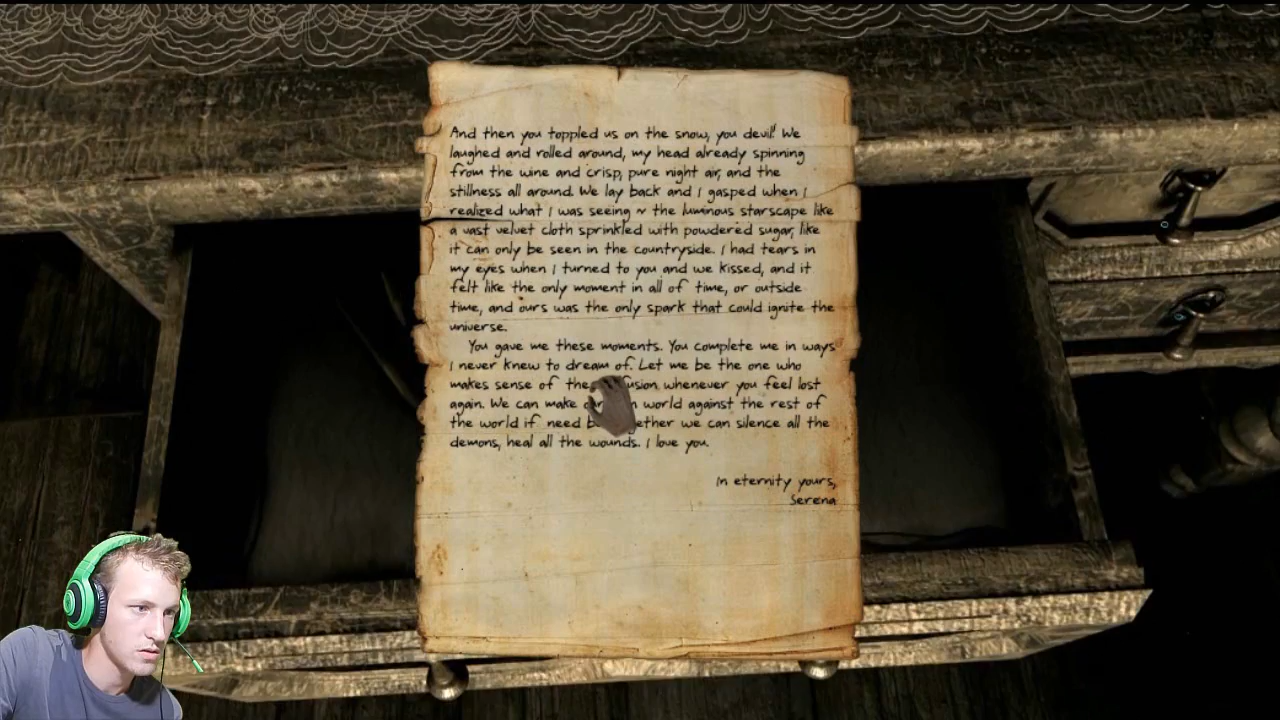 And then you toppled us on the snow, you devil! We
laughed and rolled around, my head already spinning
from the wine and crisp, pure night air, and the
stillness all around. We lay back and I gasped when I
realized what I was seeing ~ the luminous starscape like
a vast velvet cloth sprinkled with powdered sugar, like
it can only be seen in the countryside. I had tears in
my eyes when I turned to you and we kissed, and it
felt like the only moment in all of time, or outside
time, and ours was the only spark that could ignite the
universe.
You gave me these moments. You complete me in ways
I never knew to dream of. Let me be the one who
makes sense of the usion whenever you feel lost
again. We can make world against the rest of
the world if need we can silence all the
demons, heal all the wounds. I love you.
In eternity yours,
Serena